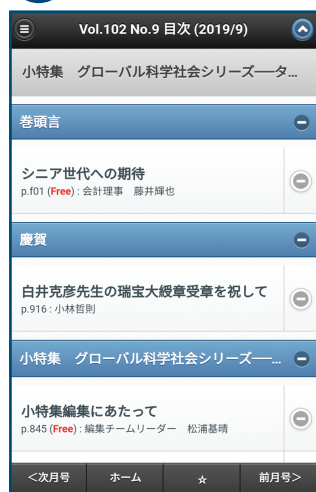 Vol.102 No.9 目次 (2019/9)
小特集　グローバル科学社会シリーズ──タ...
巻頭言
シニア世代への期待
p.f01 (Free) : 会計理事　藤井輝也
慶賀
白井克彦先生の瑞宝大綬章受章を祝して
p.916 : 小林哲則
小特集　グローバル科学社会シリーズ──...
小特集編集にあたって
p.845 (Free) : 編集チームリーダー　松浦基晴
＜次月号　ホーム　☆　前月号＞